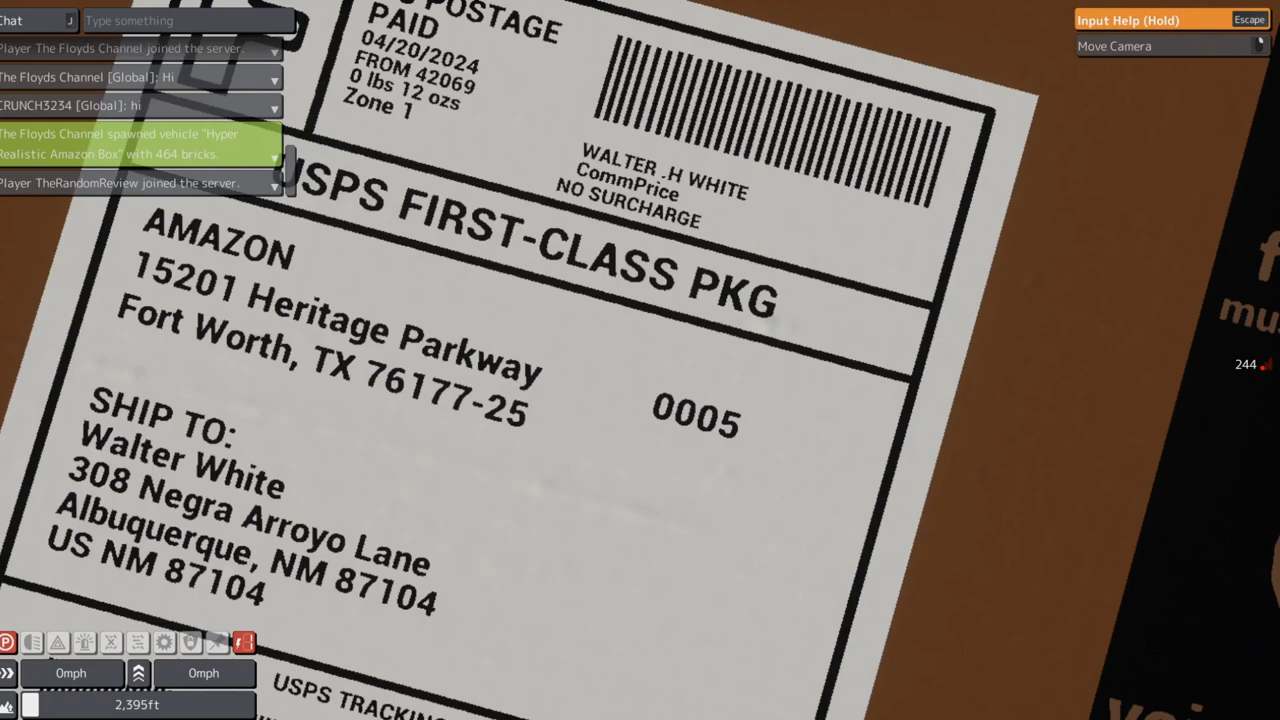 Chat
J
Type something
Player The Floyds Channel joined the server.
The Floyds Channel [Global]: Hi
CRUNCH3234 [Global]: hi
The Floyds Channel spawned vehicle "Hyper
Realistic Amazon Box" with 464 bricks.
Player TheRandomReview joined the server.
Input Help (Hold)
Escape
Move Camera
POSTAGE
PAID
04/20/2024
FROM 42069
0 lbs 12 ozs
Zone 1
WALTER H WHITE
CommPrice
NO SURCHARGE
USPS FIRST-CLASS PKG
AMAZON
15201 Heritage Parkway
Fort Worth, TX 76177-25
0005
SHIP TO:
Walter White
308 Negra Arroyo Lane
Albuquerque, NM 87104
US NM 87104
USPS TRACKING
244
0mph
0mph
2,395ft